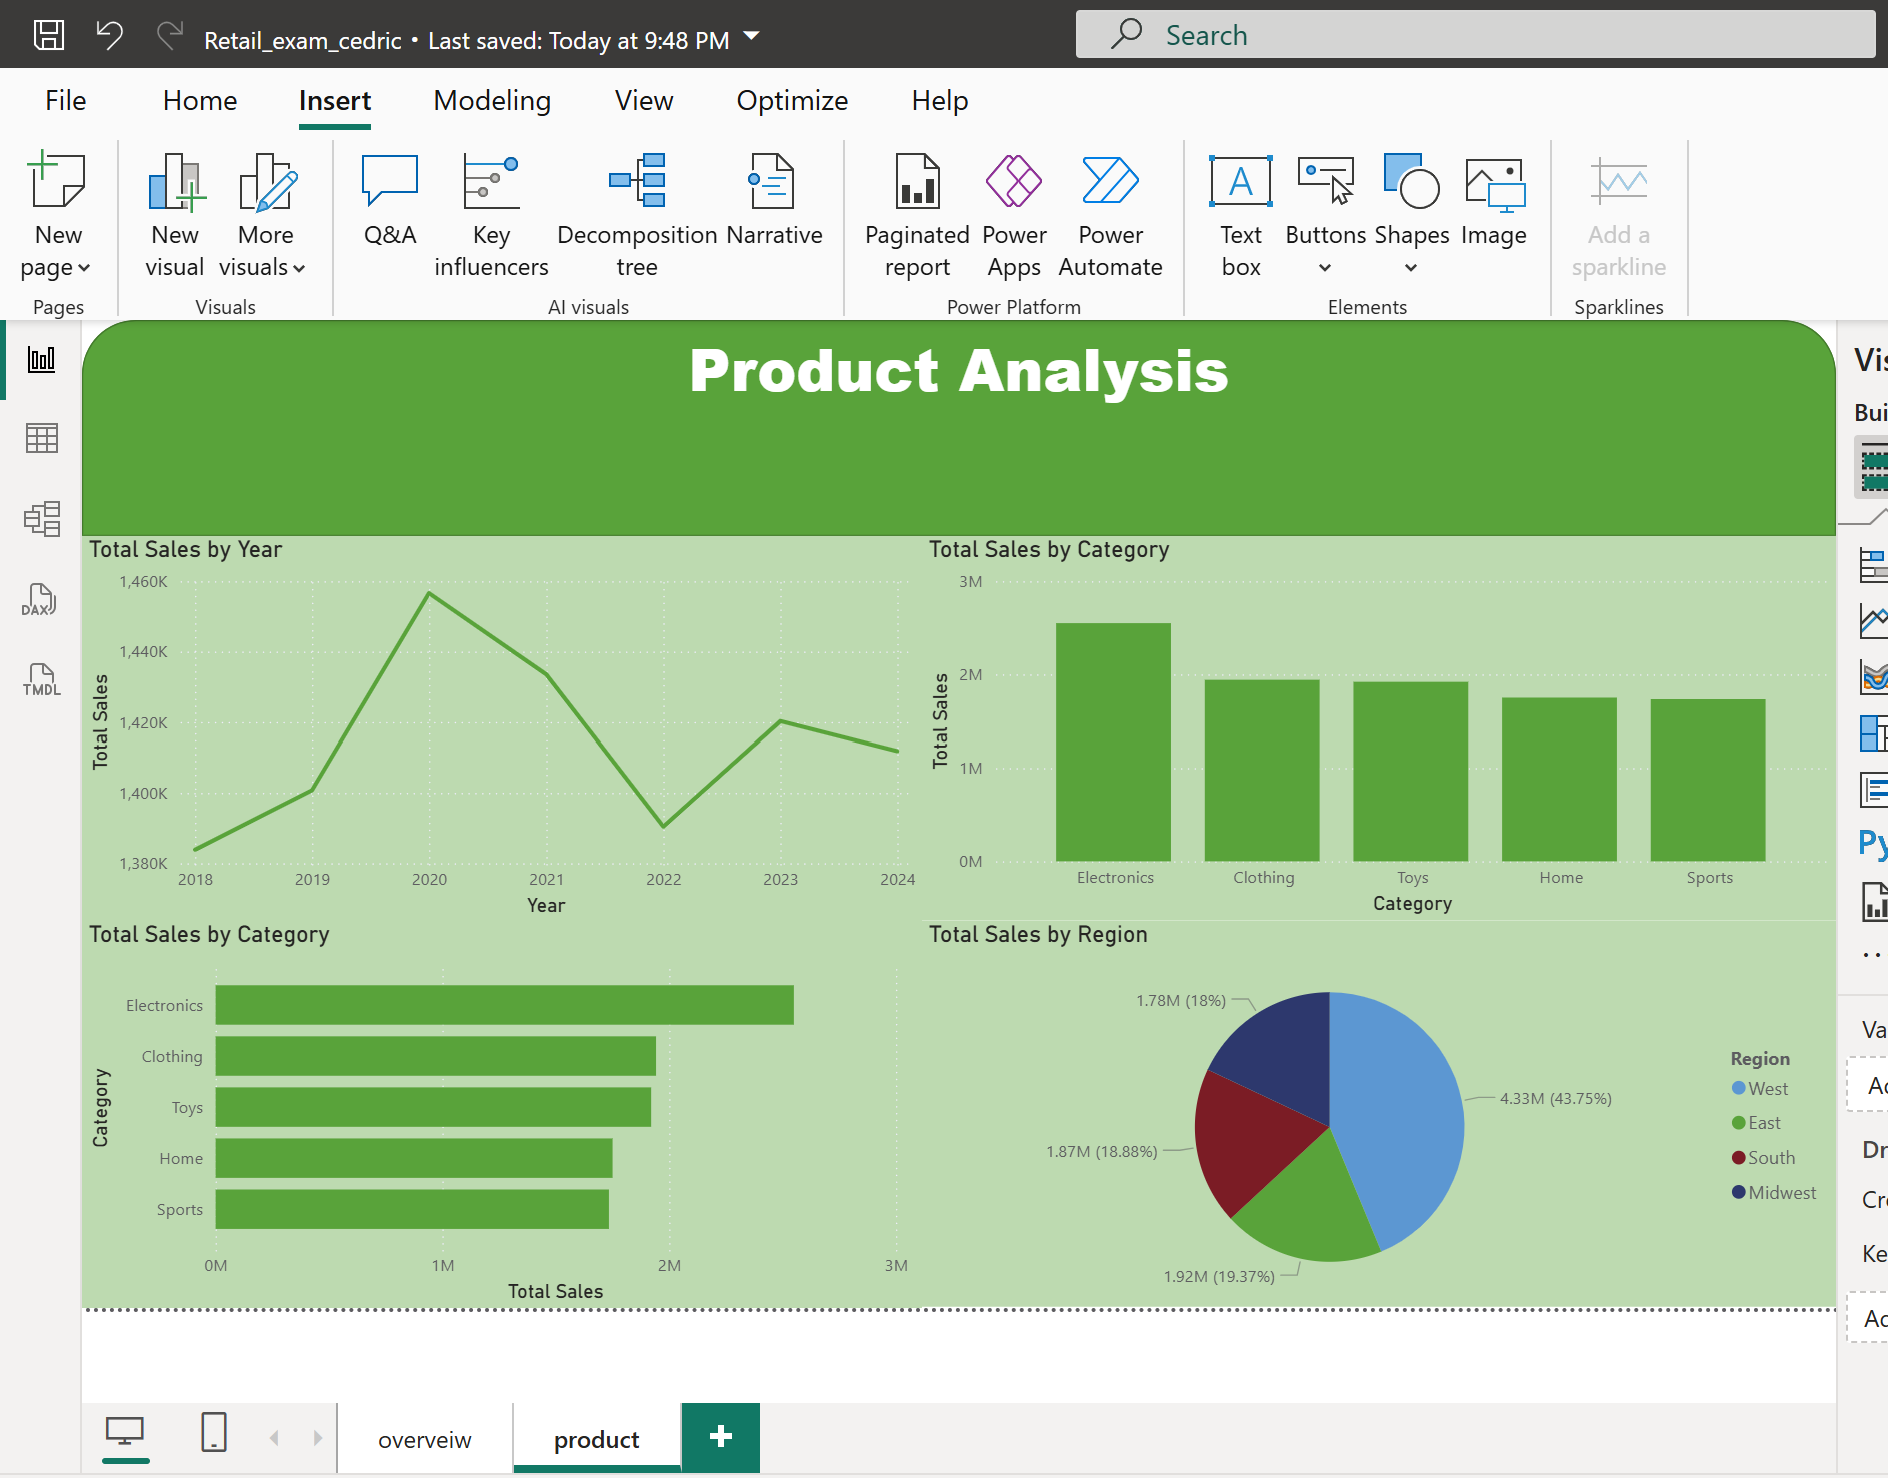 Retail_exam_cedric • Last saved: Today at 9:48 PM
Search
File Home Insert Modeling View Optimize Help
New page
New visual
More visuals
Q&A
Key influencers
Decomposition tree
Narrative
Paginated report
Power Apps
Power Automate
Text box
Buttons
Shapes
Image
Add a sparkline
Pages
Visuals
AI visuals
Power Platform
Elements
Sparklines
DAX
TMDL
Product Analysis
Total Sales by Year
1,460K
1,440K
1,420K
1,400K
1,380K
Total Sales
2018 2019 2020 2021 2022 2023 2024
Year
Total Sales by Category
3M
2M
1M
0M
Total Sales
Electronics Clothing Toys Home Sports
Category
Total Sales by Category
Category
Electronics
Clothing
Toys
Home
Sports
0M 1M 2M 3M
Total Sales
Total Sales by Region
1.78M (18%)
4.33M (43.75%)
1.87M (18.88%)
1.92M (19.37%)
Region
West
East
South
Midwest
Vis
Bui
Py
Va
Ad
Dr
Cro
Ke
Ad
overveiw
product